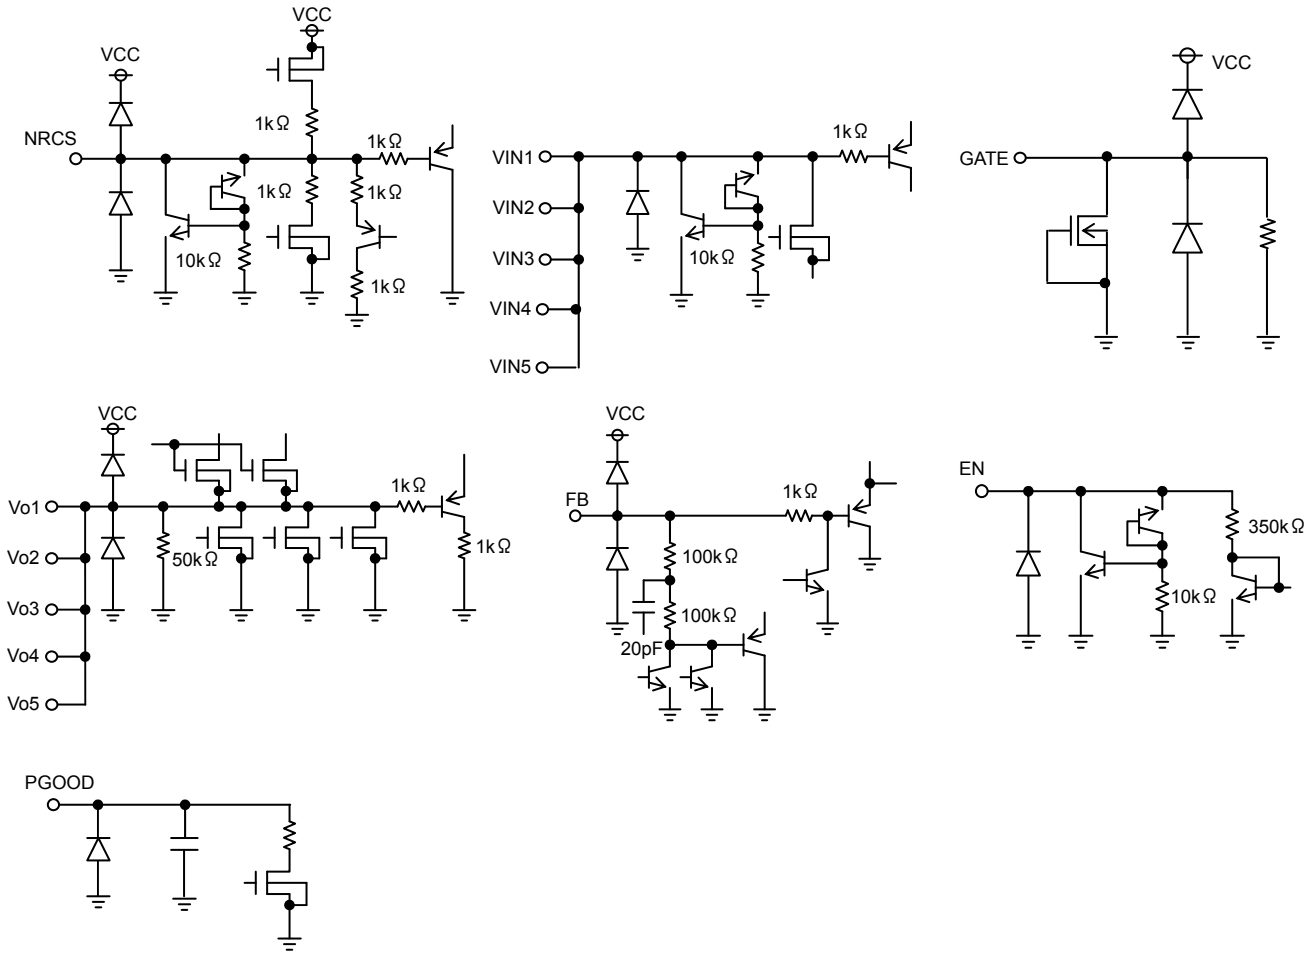 VCC
VCC
NRCS
1kΩ
1kΩ
1kΩ
1kΩ
10kΩ
1kΩ
VIN1
VIN2
VIN3
VIN4
VIN5
1kΩ
10kΩ
GATE
VCC
VCC
Vo1
Vo2
Vo3
Vo4
Vo5
50kΩ
1kΩ
1kΩ
VCC
FB
1kΩ
100kΩ
100kΩ
20pF
EN
350kΩ
10kΩ
PGOOD